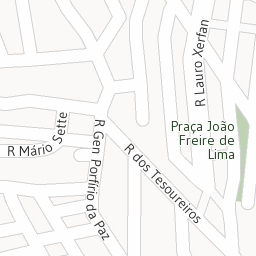 R Lauro Xerfan
Praça João
Freire de
Lima
R Mário Sette
R Gen Porfírio da Paz
R dos Tesoureiros